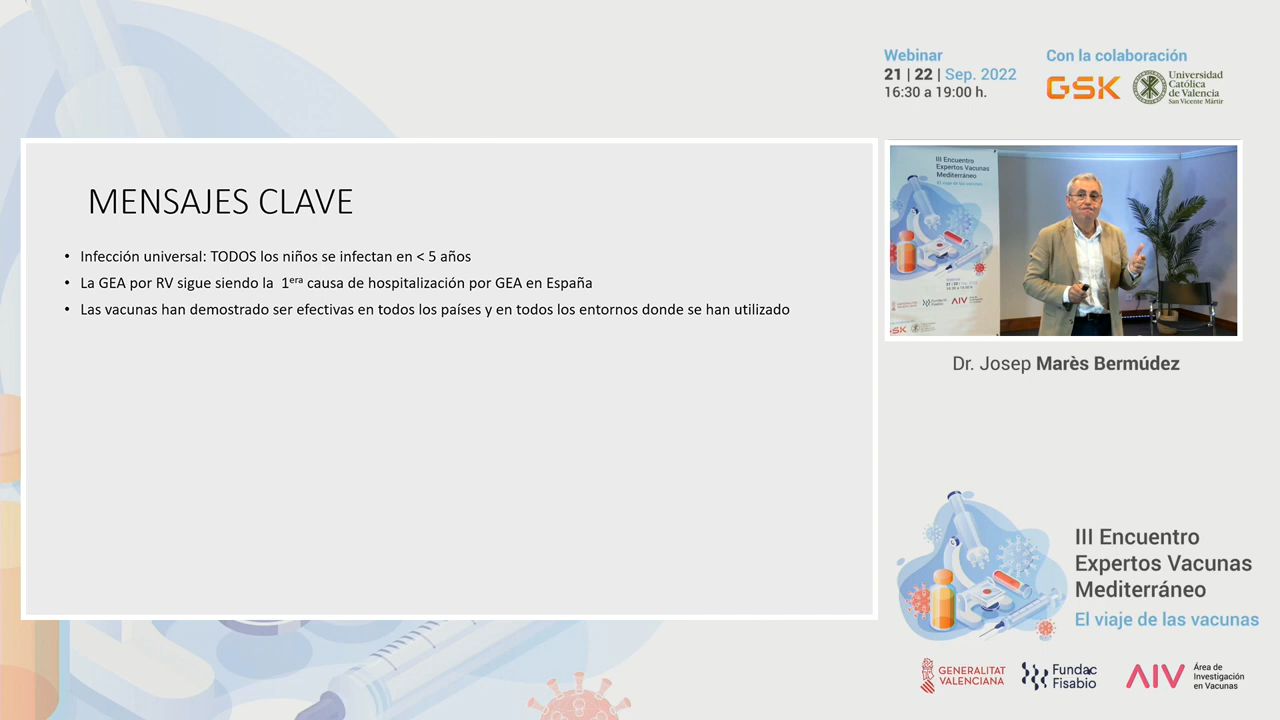 Webinar
21 | 22 | Sep. 2022
16:30 a 19:00 h.
Con la colaboración
GSK
Universidad
Católica
de Valencia
San Vicente Mártir
MENSAJES CLAVE
• Infección universal: TODOS los niños se infectan en < 5 años
• La GEA por RV sigue siendo la 1era causa de hospitalización por GEA en España
• Las vacunas han demostrado ser efectivas en todos los países y en todos los entornos donde se han utilizado
III Encuentro
Expertos Vacunas
Mediterráneo
El viaje de las vacunas
GENERALITAT
VALENCIANA
Fisabio
AIV
GSK
Dr. Josep Marès Bermúdez
III Encuentro
Expertos Vacunas
Mediterráneo
El viaje de las vacunas
GENERALITAT
VALENCIANA
Fundac
Fisabio
AIV
Área de
Investigación
en Vacunas